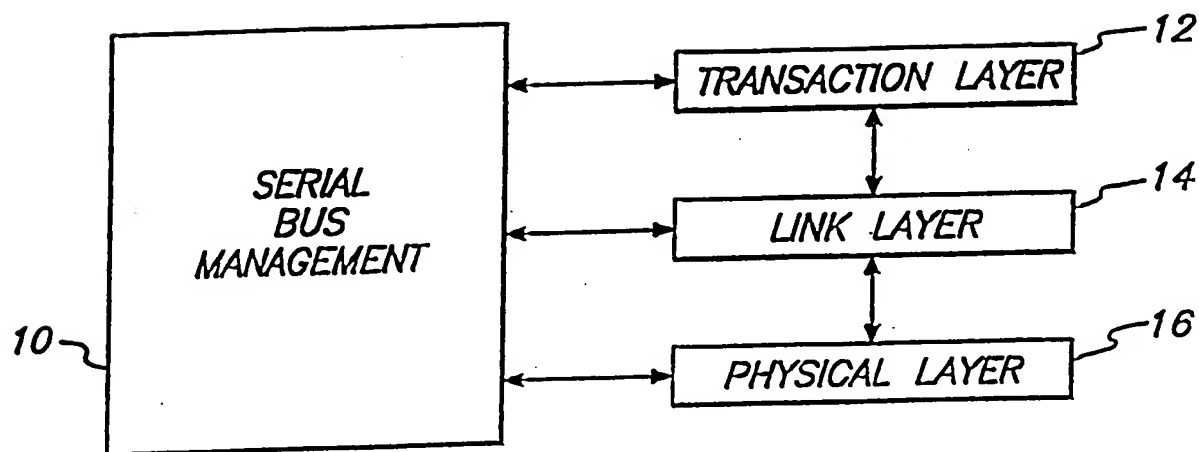 12
TRANSACTION LAYER
SERIAL
BUS
MANAGEMENT
14
LINK LAYER
10
16
PHYSICAL LAYER